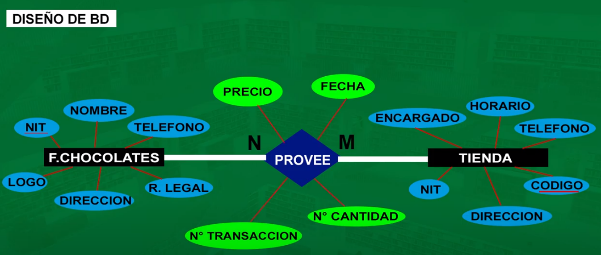 DISEÑO DE BD
PRECIO
FECHA
NOMBRE
HORARIO
ENCARGADO
NIT
TELEFONO
TELEFONO
N
M
F.CHOCOLATES
PROVEE
TIENDA
LOGO
R. LEGAL
NIT
CODIGO
DIRECCION
N° CANTIDAD
DIRECCION
N° TRANSACCION